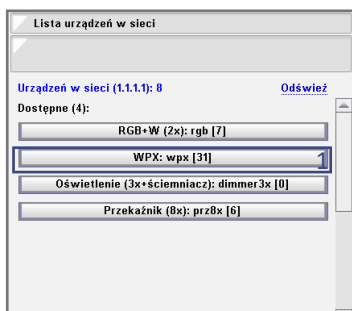 Lista urządzeń w sieci
Urządzeń w sieci (1.1.1.1): 8 Odśwież
Dostępne (4):
RGB+W (2x): rgb [7]
WPX: wpx [31] 1
Oświetlenie (3x+ściemniacz): dimmer3x [0]
Przekaźnik (8x): prz8x [6]